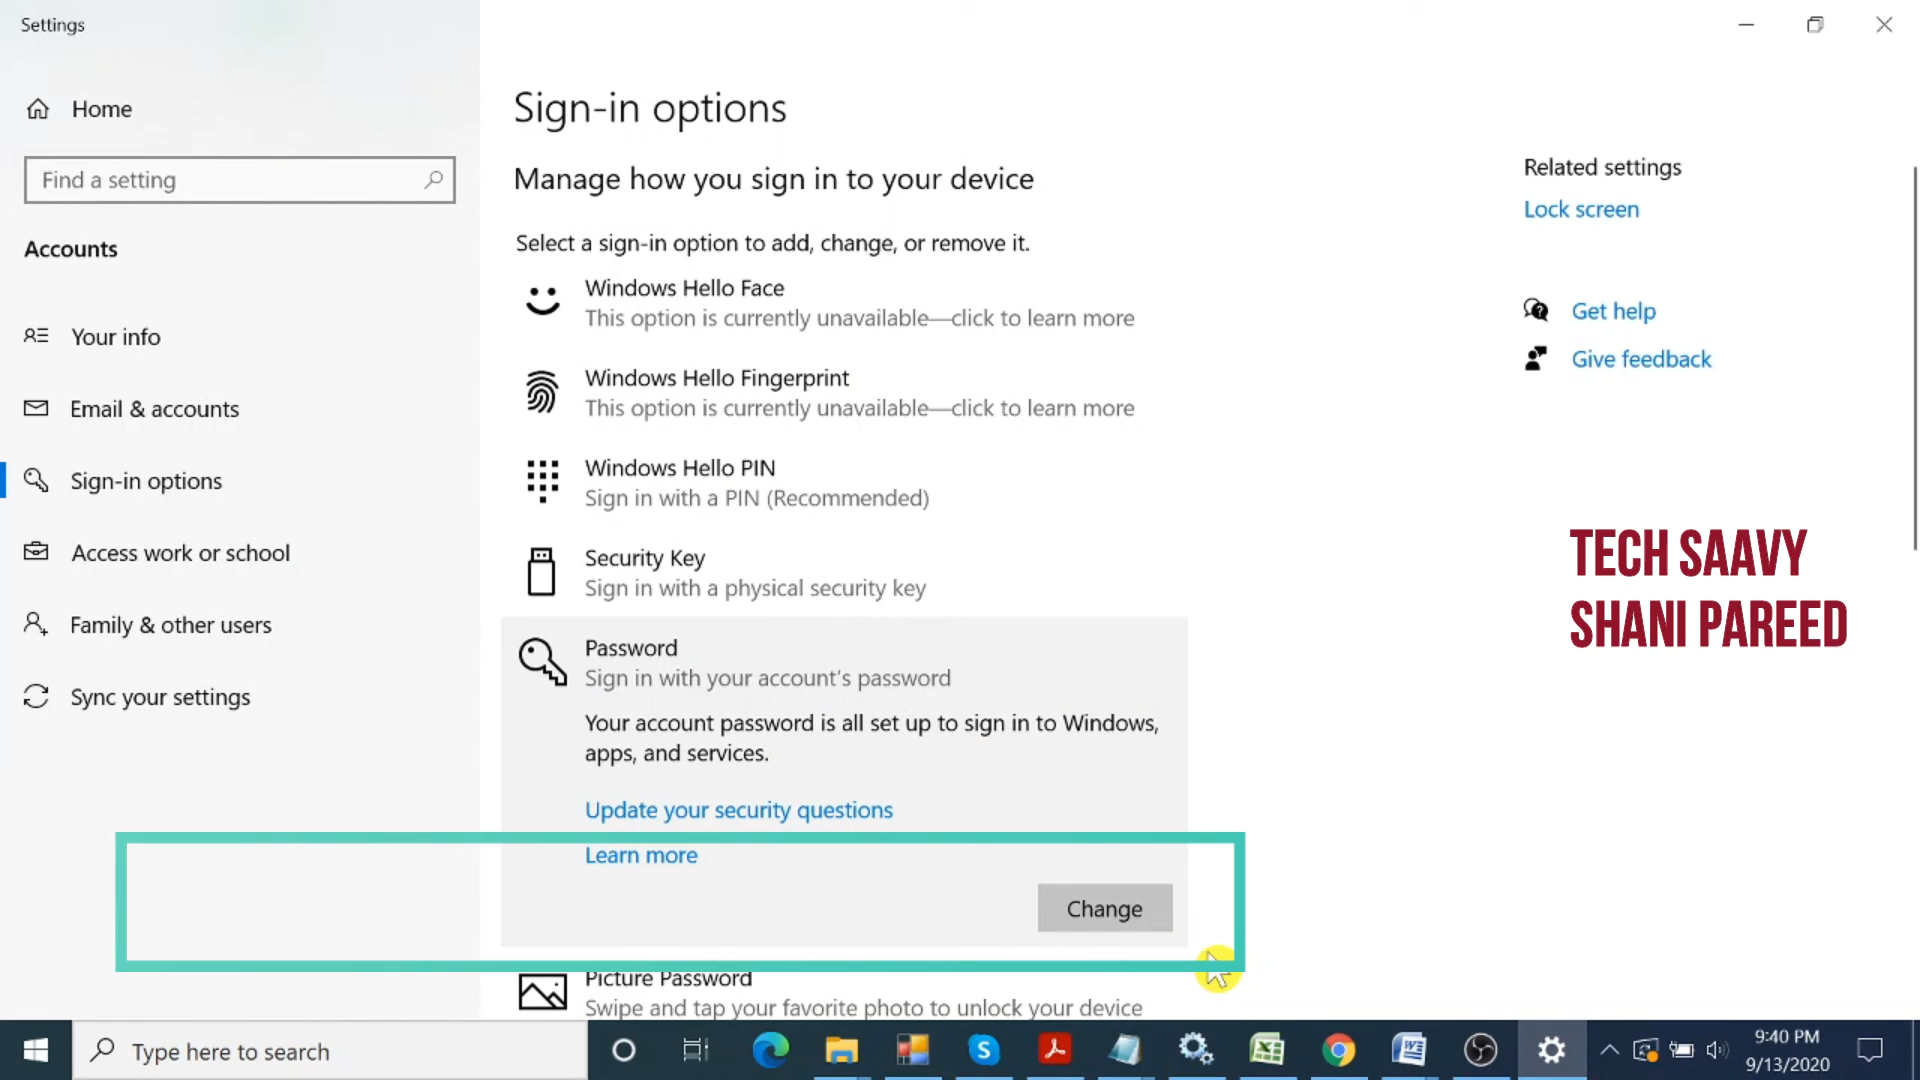 Settings
Home
Find a setting
Accounts
Your info
Email & accounts
Sign-in options
Access work or school
Family & other users
Sync your settings
Sign-in options
Manage how you sign in to your device
Select a sign-in option to add, change, or remove it.
Windows Hello Face
This option is currently unavailable—click to learn more
Windows Hello Fingerprint
This option is currently unavailable—click to learn more
Windows Hello PIN
Sign in with a PIN (Recommended)
Security Key
Sign in with a physical security key
Password
Sign in with your account's password
Your account password is all set up to sign in to Windows,
apps, and services.
Update your security questions
Learn more
Change
Picture Password
Swipe and tap your favorite photo to unlock your device
Related settings
Lock screen
Get help
Give feedback
TECH SAAVY
SHANI PAREED
Type here to search
9:40 PM
9/13/2020